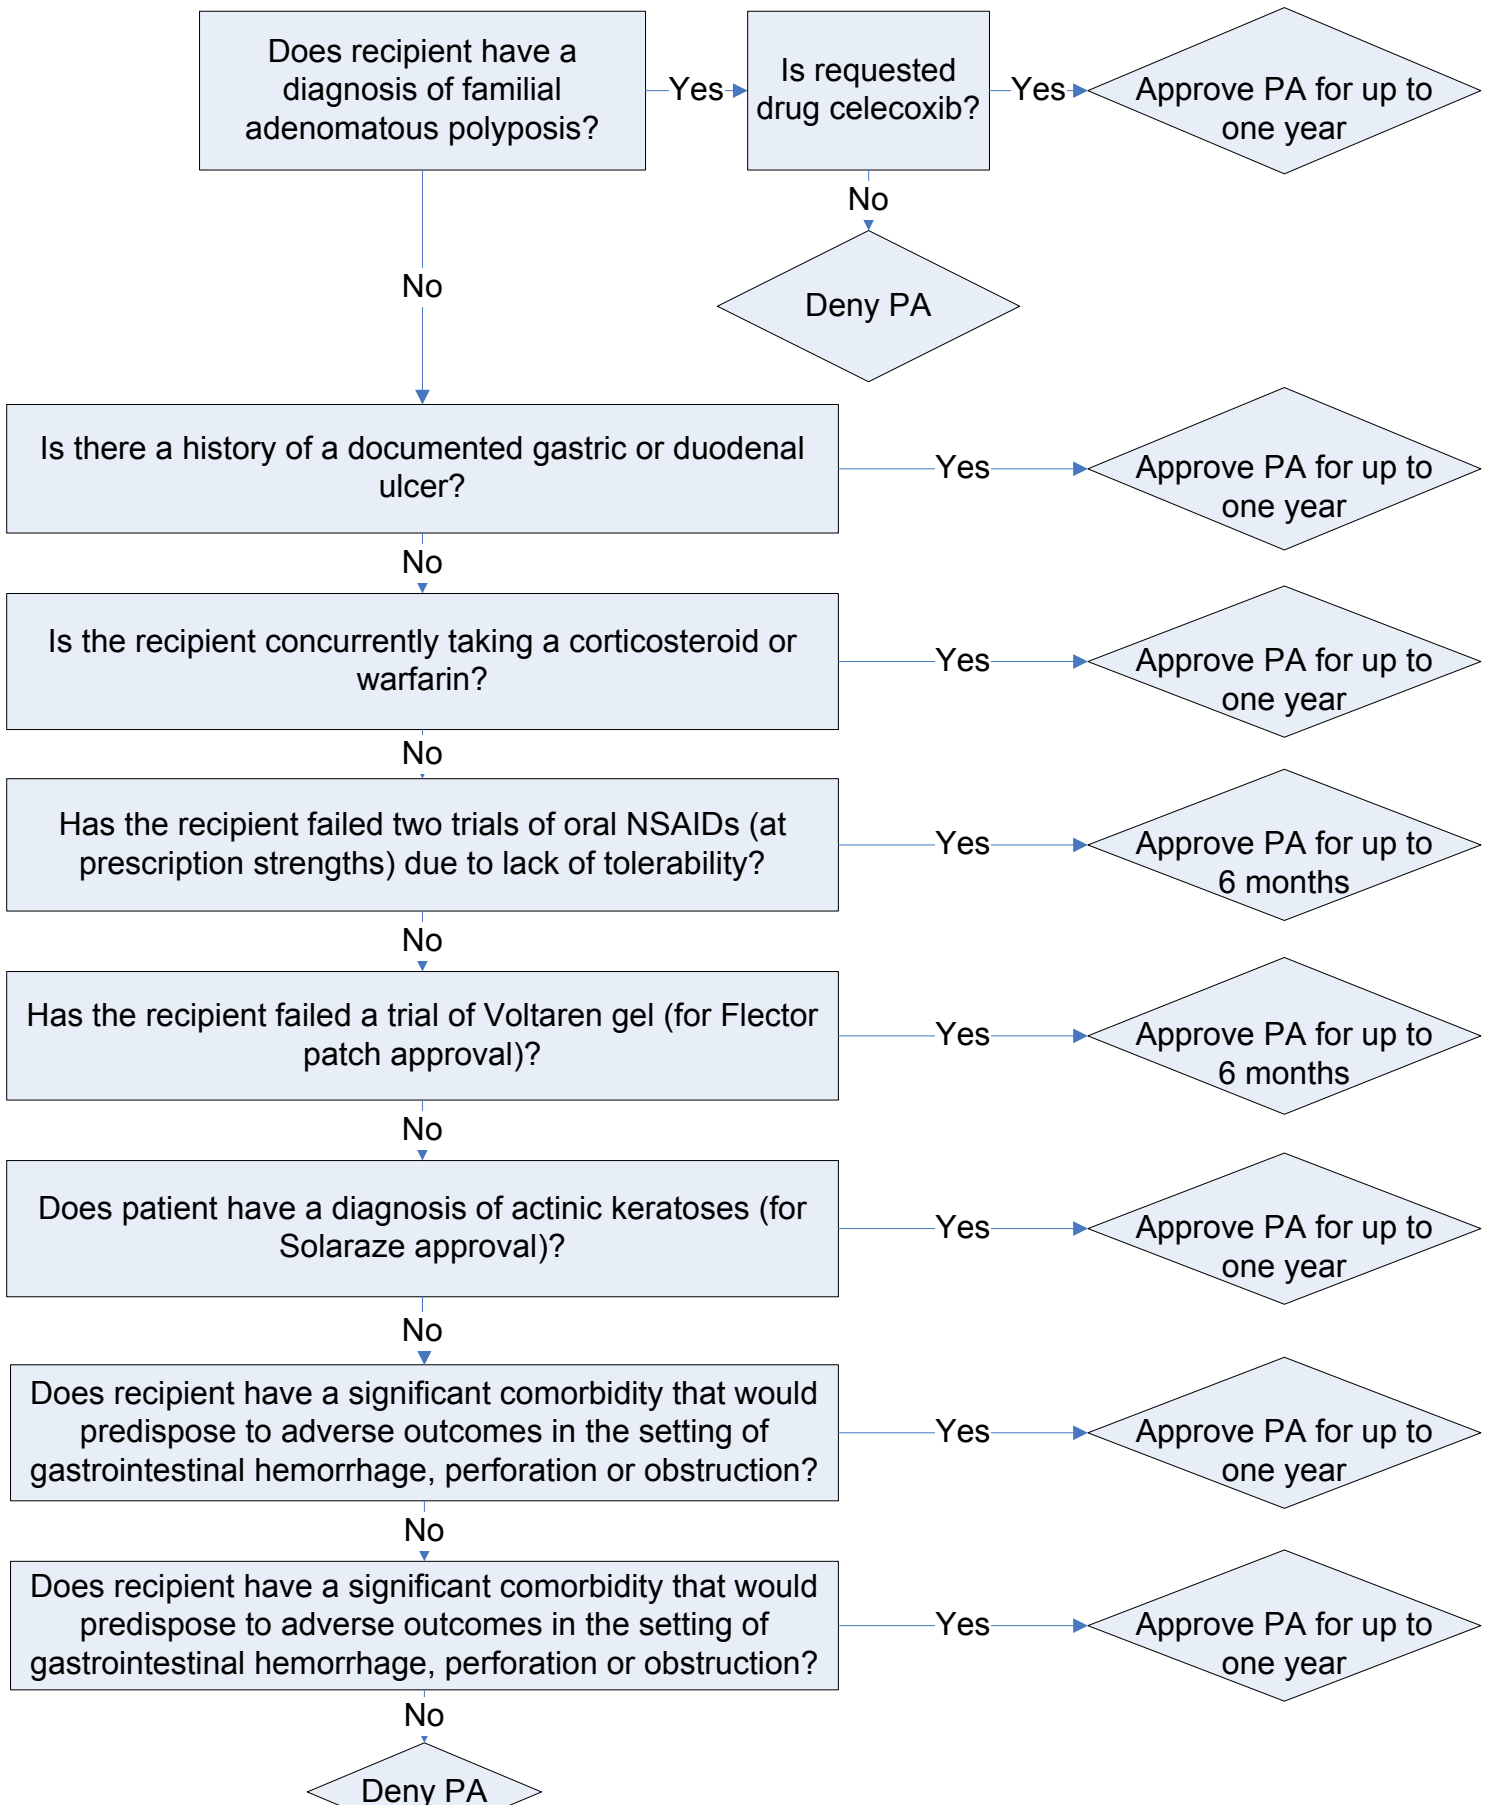 Does recipient have a
diagnosis of familial
adenomatous polyposis?
Yes
Is requested
drug celecoxib?
Yes
Approve PA for up to
one year
No
Deny PA
No
Is there a history of a documented gastric or duodenal
ulcer?
Yes
Approve PA for up to
one year
No
Is the recipient concurrently taking a corticosteroid or
warfarin?
Yes
Approve PA for up to
one year
No
Has the recipient failed two trials of oral NSAIDs (at
prescription strengths) due to lack of tolerability?
Yes
Approve PA for up to
6 months
No
Has the recipient failed a trial of Voltaren gel (for Flector
patch approval)?
Yes
Approve PA for up to
6 months
No
Does patient have a diagnosis of actinic keratoses (for
Solaraze approval)?
Yes
Approve PA for up to
one year
No
Does recipient have a significant comorbidity that would
predispose to adverse outcomes in the setting of
gastrointestinal hemorrhage, perforation or obstruction?
Yes
Approve PA for up to
one year
No
Does recipient have a significant comorbidity that would
predispose to adverse outcomes in the setting of
gastrointestinal hemorrhage, perforation or obstruction?
Yes
Approve PA for up to
one year
No
Deny PA